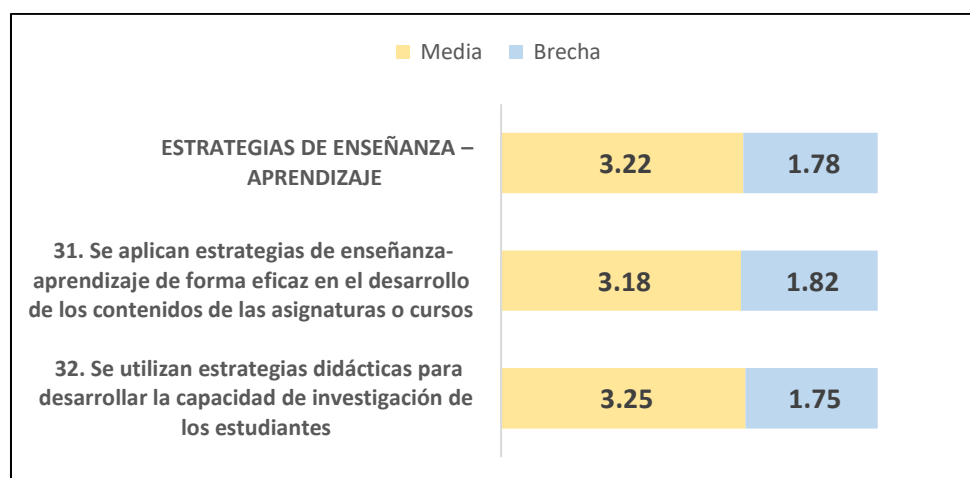 Media Brecha
ESTRATEGIAS DE ENSEÑANZA –
APRENDIZAJE
3.22 1.78
31. Se aplican estrategias de enseñanza-
aprendizaje de forma eficaz en el desarrollo
de los contenidos de las asignaturas o cursos
3.18 1.82
32. Se utilizan estrategias didácticas para
desarrollar la capacidad de investigación de
los estudiantes
3.25 1.75